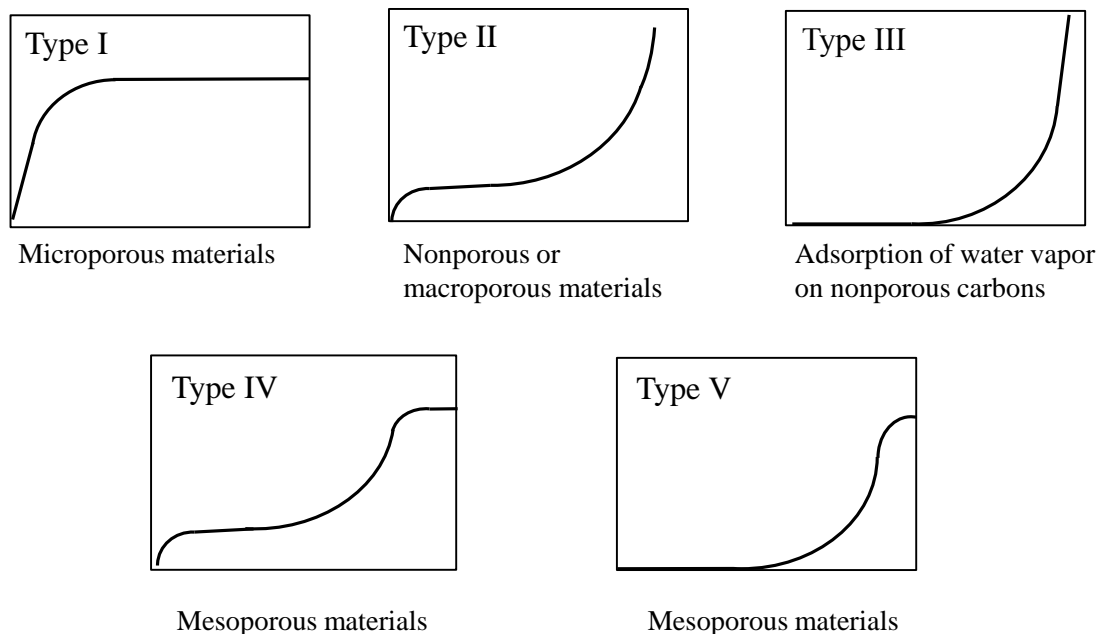 Type I
Type II
Type III
Microporous materials
Nonporous or
macroporous materials
Adsorption of water vapor
on nonporous carbons
Type IV
Type V
Mesoporous materials
Mesoporous materials